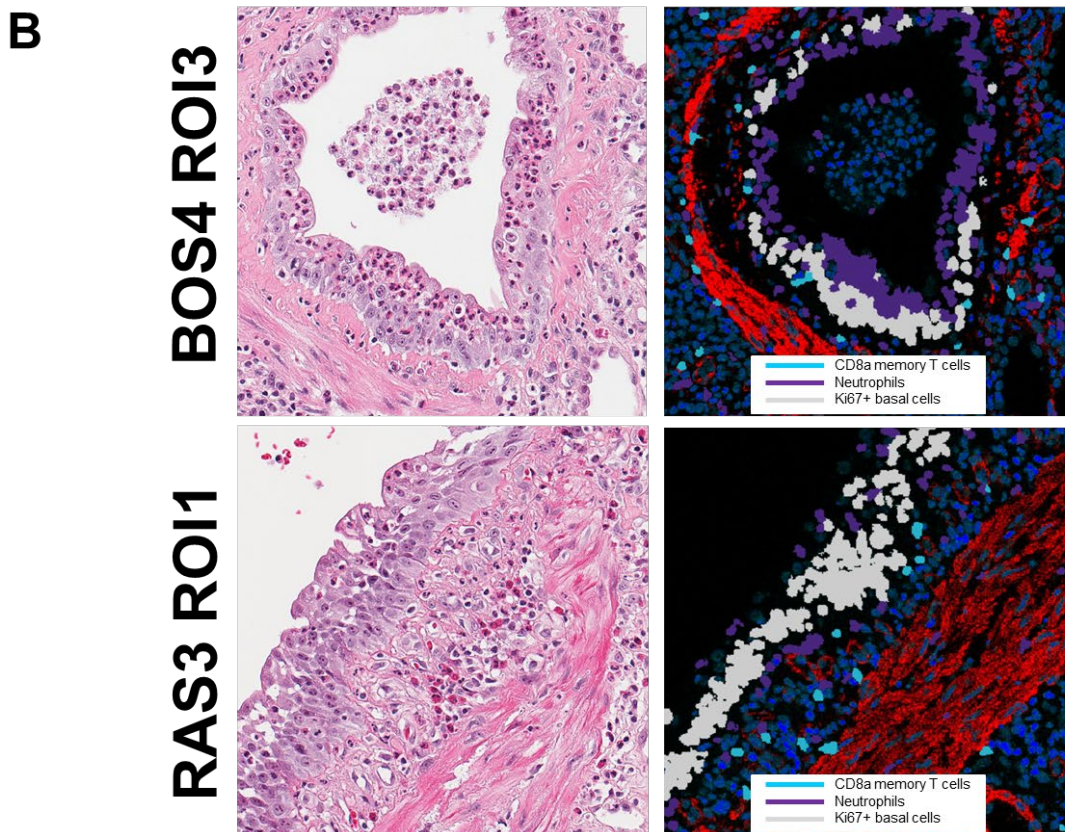 B
BOS4 ROI3
CD8a memory T cells
Neutrophils
Ki67+ basal cells
RAS3 ROI1
CD8a memory T cells
Neutrophils
Ki67+ basal cells